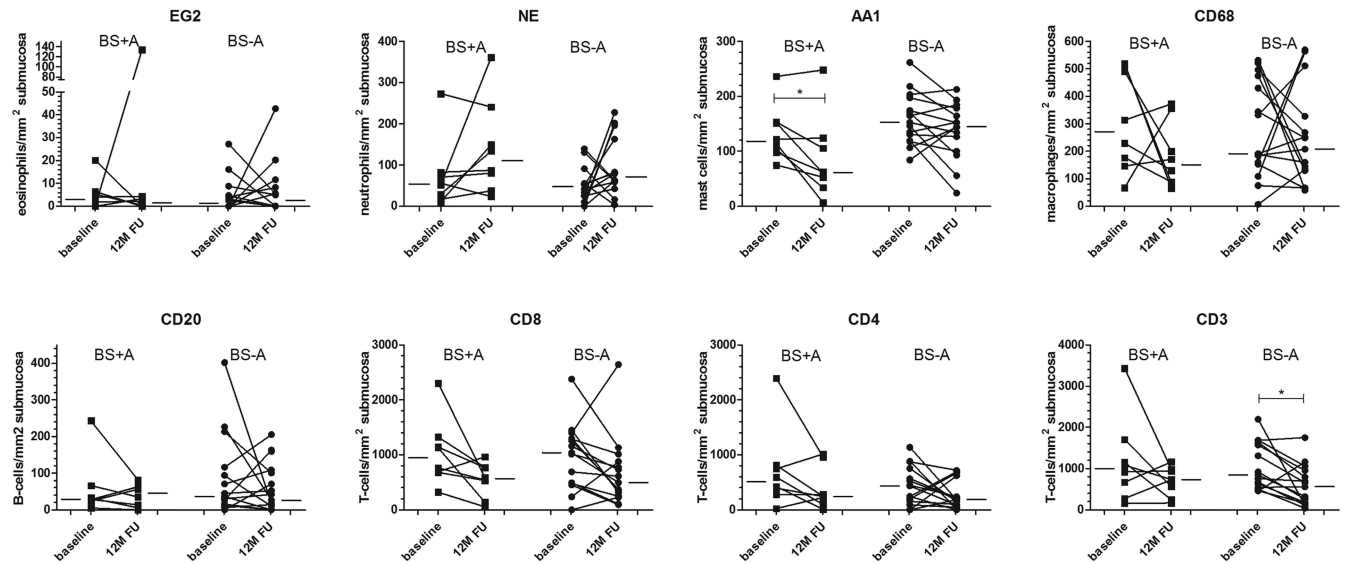 EG2
BS+A
BS-A
eosinophils/mm² submucosa
140
120
100
80
50
40
30
20
10
0
baseline
12M FU
baseline
12M FU
NE
BS+A
BS-A
neutrophils/mm² submucosa
400
300
200
100
0
baseline
12M FU
baseline
12M FU
AA1
BS+A
BS-A
*
mast cells/mm² submucosa
300
200
100
0
baseline
12M FU
baseline
12M FU
CD68
BS+A
BS-A
macrophages/mm² submucosa
600
500
400
300
200
100
0
baseline
12M FU
baseline
12M FU
CD20
BS+A
BS-A
B-cells/mm2 submucosa
400
300
200
100
0
baseline
12M FU
baseline
12M FU
CD8
BS+A
BS-A
T-cells/mm² submucosa
3000
2000
1000
0
baseline
12M FU
baseline
12M FU
CD4
BS+A
BS-A
T-cells/mm² submucosa
3000
2000
1000
0
baseline
12M FU
baseline
12M FU
CD3
BS+A
BS-A
*
T-cells/mm² submucosa
4000
3000
2000
1000
0
baseline
12M FU
baseline
12M FU